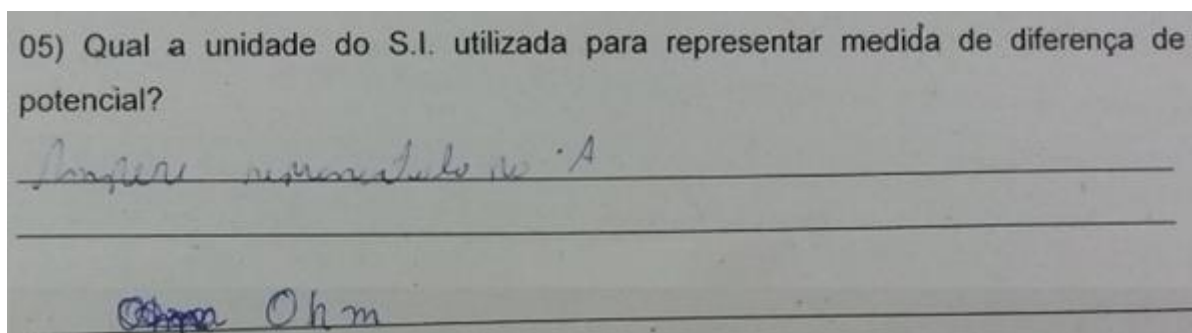 05) Qual a unidade do S.I. utilizada para representar medida de diferença de
potencial?
Ampere representado A
Ohm